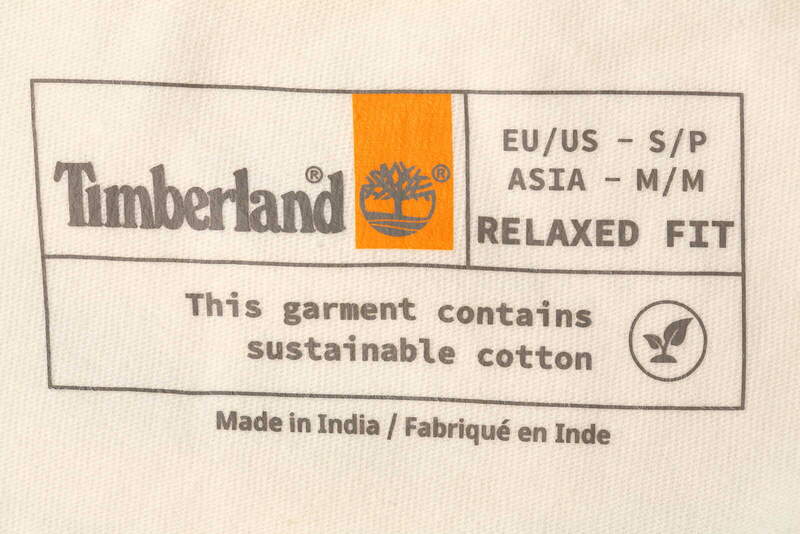 Timberland®
®
EU/US - S/P
ASIA - M/M
RELAXED FIT
This garment contains
sustainable cotton
Made in India / Fabriqué en Inde